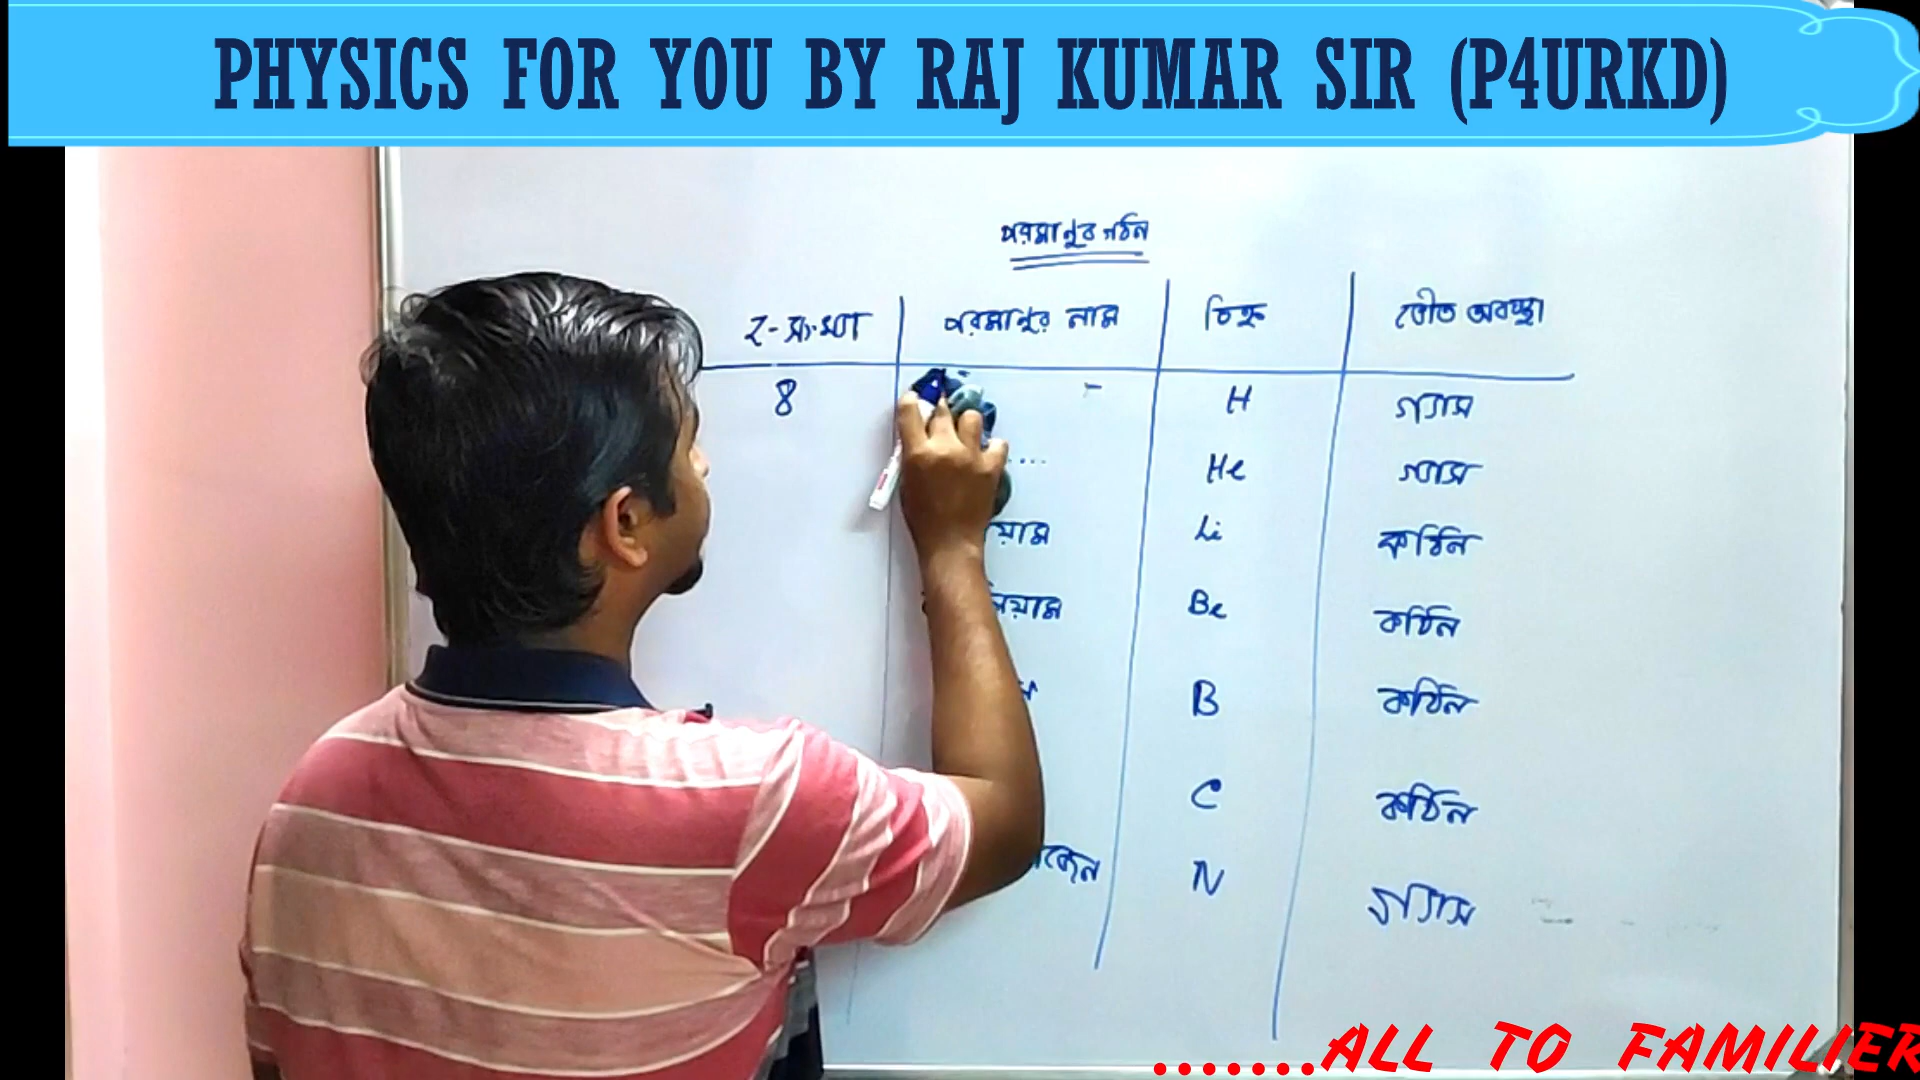 PHYSICS FOR YOU BY RAJ KUMAR SIR (P4URKD)
পরমানুর গঠন
Z-সংখ্যা পরমানুর নাম চিহ্ন ভৌত অবস্থা
8 H গ্যাস
He গ্যাস
য়াম Li কঠিন
িয়াম Be কঠিন
B কঠিন
C কঠিন
জেন N গ্যাস
.......ALL TO FAMILIER